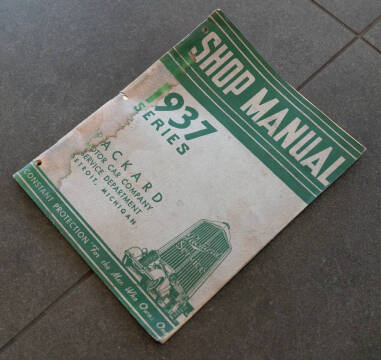 SHOP MANUAL
1937
SERIES
PACKARD
MOTOR CAR COMPANY
SERVICE DEPARTMENT
DETROIT, MICHIGAN
Service
CONSTANT PROTECTION "For the Man Who Owns One